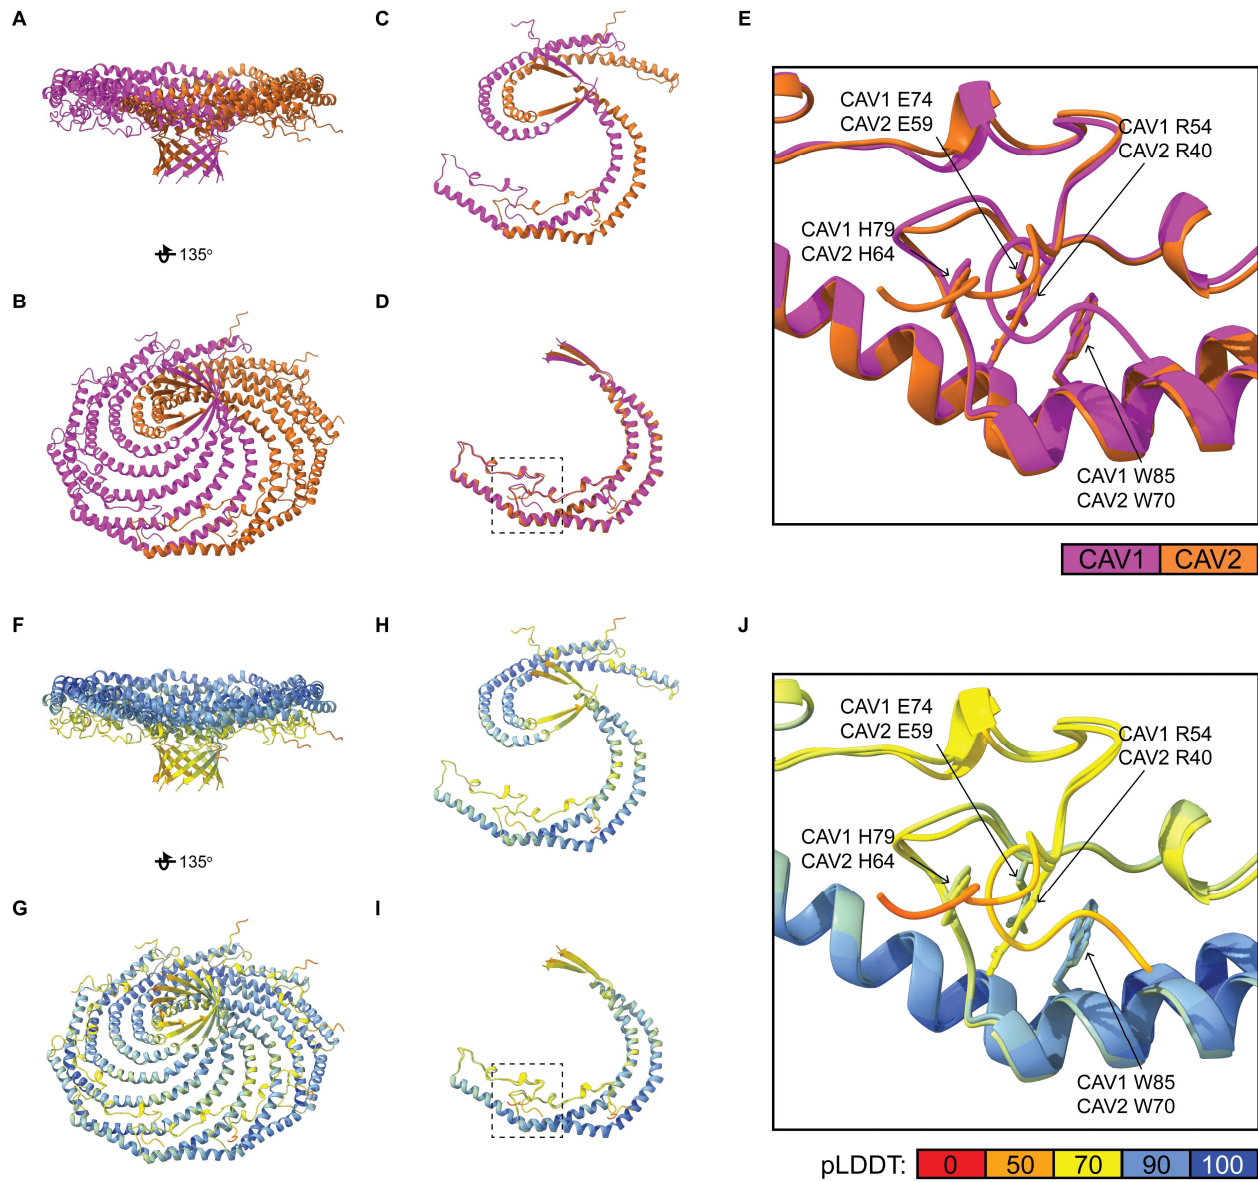 A
C
E
135°
B
D
CAV1 E74
CAV2 E59
CAV1 R54
CAV2 R40
CAV1 H79
CAV2 H64
CAV1 W85
CAV2 W70
CAV1 CAV2
F
H
J
135°
G
I
CAV1 E74
CAV2 E59
CAV1 R54
CAV2 R40
CAV1 H79
CAV2 H64
CAV1 W85
CAV2 W70
pLDDT: 0 50 70 90 100